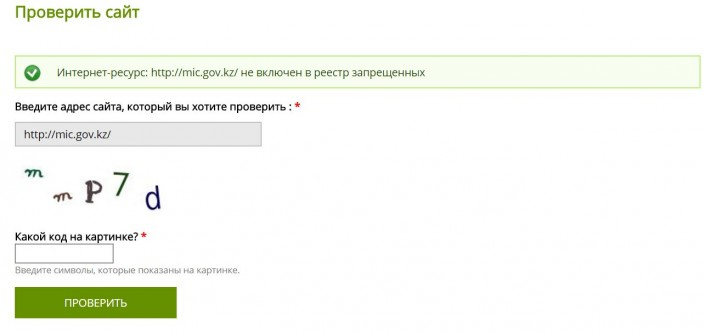 Проверить сайт
Интернет-ресурс: http://mic.gov.kz/ не включен в реестр запрещенных
Введите адрес сайта, который вы хотите проверить : *
http://mic.gov.kz/
m m P 7 d
Какой код на картинке? *
Введите символы, которые показаны на картинке.
ПРОВЕРИТЬ